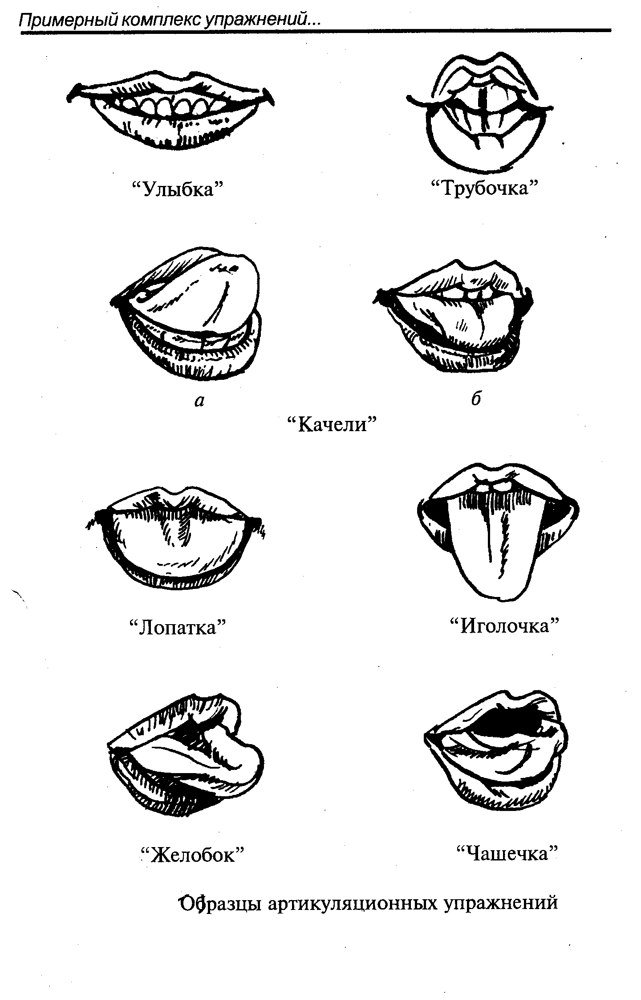 Примерный комплекс упражнений...
“Улыбка”
“Трубочка”
а
б
“Качели”
“Лопатка”
“Иголочка”
“Желобок”
“Чашечка”
Образцы артикуляционных упражнений